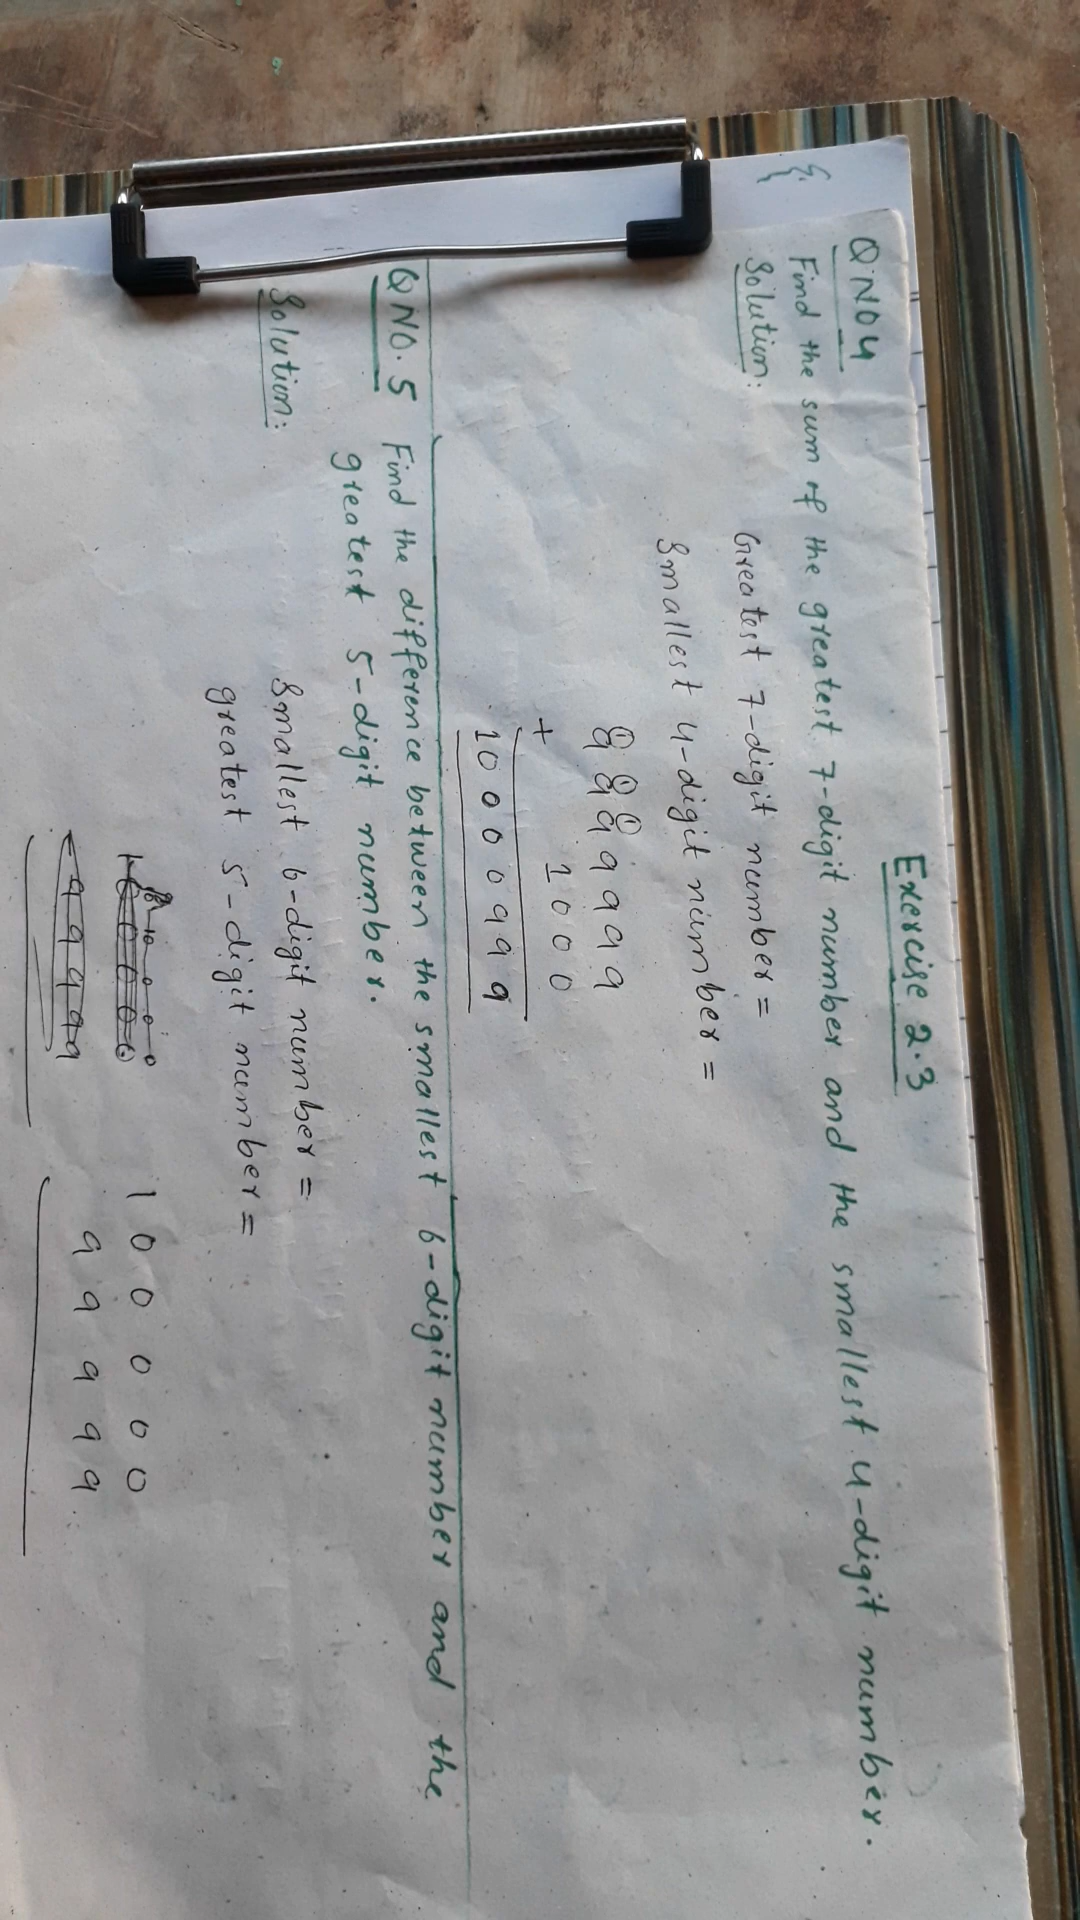 Exercise 2.3
Q NO 4
Find the sum of the greatest 7-digit number and the smallest 4-digit number.
Solution:
Greatest 7-digit number =
Smallest 4-digit number =
9 9 9 9 9 9 9
+ 1 0 0 0
10 0 0 0 9 9 9
Q NO. 5 Find the difference between the smallest 6-digit number and the
greatest 5-digit number.
Solution:
Smallest 6-digit number =
greatest 5-digit number =
1 0 0 0 0 0
9 9 9 9 9